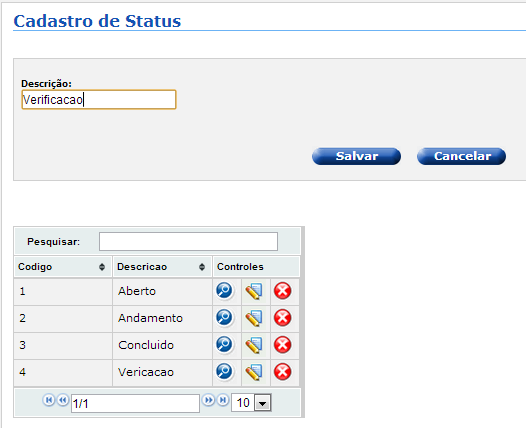 Cadastro de Status
Descrição:
Verificacao
Salvar Cancelar
Pesquisar:
Codigo Descricao Controles
1 Aberto
2 Andamento
3 Concluido
4 Vericacao
1/1 10